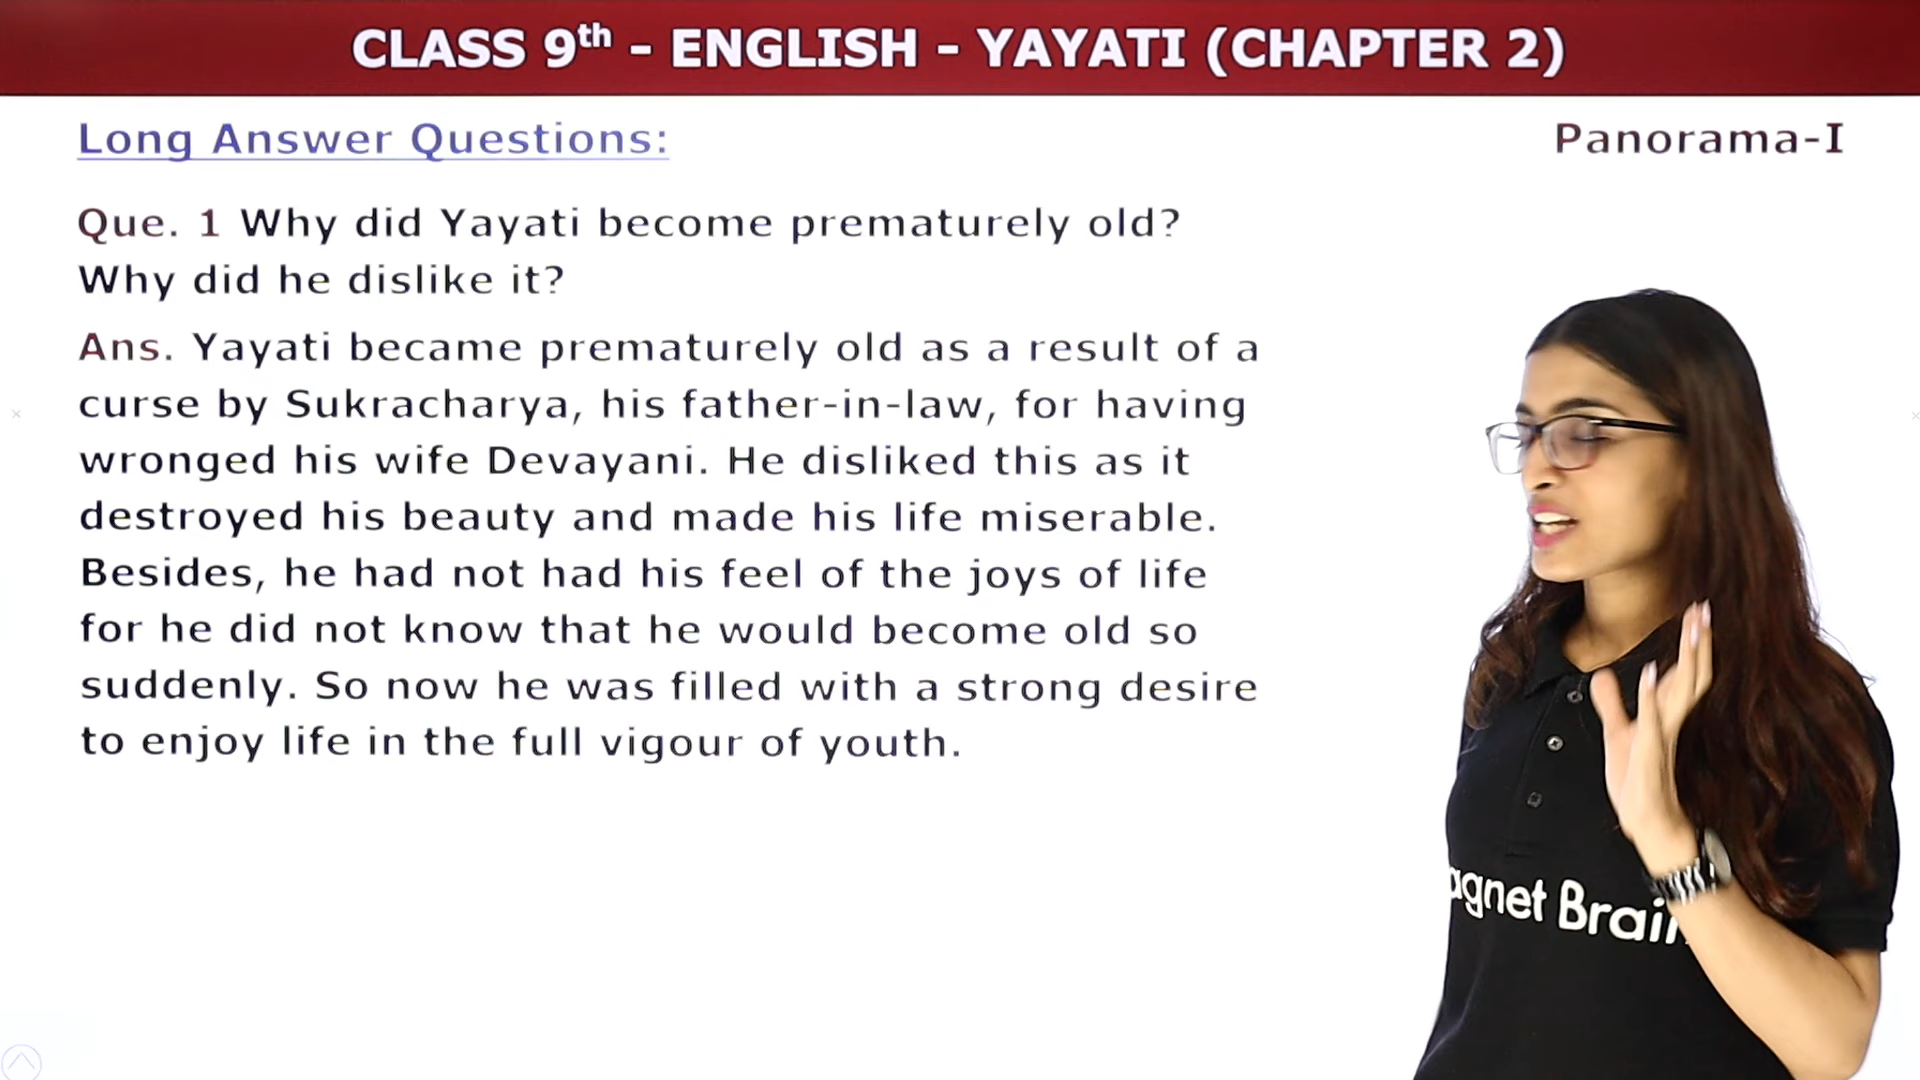 CLASS 9th - ENGLISH - YAYATI (CHAPTER 2)
Long Answer Questions:
Panorama-I
Que. 1 Why did Yayati become prematurely old?
Why did he dislike it?
Ans. Yayati became prematurely old as a result of a
curse by Sukracharya, his father-in-law, for having
wronged his wife Devayani. He disliked this as it
destroyed his beauty and made his life miserable.
Besides, he had not had his feel of the joys of life
for he did not know that he would become old so
suddenly. So now he was filled with a strong desire
to enjoy life in the full vigour of youth.
agnet Brain